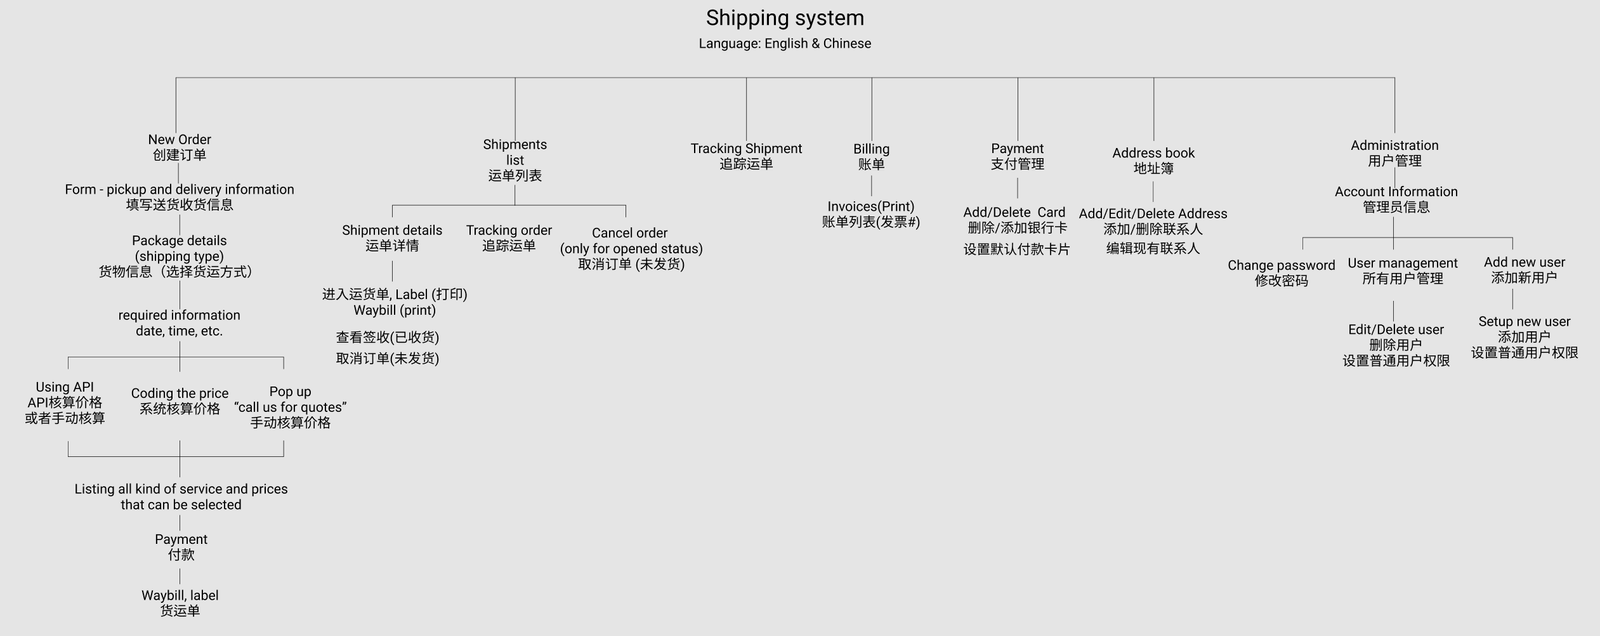 Shipping system
Language: English & Chinese
New Order
创建订单
Form - pickup and delivery information
填写送货收货信息
Package details
(shipping type)
货物信息（选择货运方式）
required information
date, time, etc.
Using API
API核算价格
或者手动核算
Coding the price
系统核算价格
Pop up
“call us for quotes”
手动核算价格
Listing all kind of service and prices
that can be selected
Payment
付款
Waybill, label
货运单
Shipments
list
运单列表
Shipment details
运单详情
进入运货单, Label (打印)
Waybill (print)
查看签收(已收货)
取消订单(未发货)
Tracking order
追踪运单
Cancel order
(only for opened status)
取消订单 (未发货)
Tracking Shipment
追踪运单
Billing
账单
Invoices(Print)
账单列表(发票#)
Payment
支付管理
Add/Delete Card
删除/添加银行卡
设置默认付款卡片
Address book
地址簿
Add/Edit/Delete Address
添加/删除联系人
编辑现有联系人
Administration
用户管理
Account Information
管理员信息
Change password
修改密码
User management
所有用户管理
Edit/Delete user
删除用户
设置普通用户权限
Add new user
添加新用户
Setup new user
添加用户
设置普通用户权限